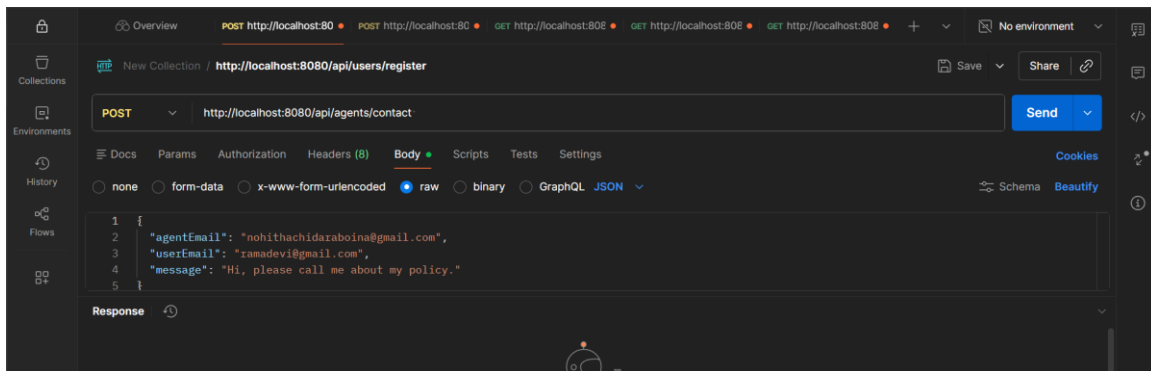 Overview
POST http://localhost:80
POST http://localhost:80
GET http://localhost:808
GET http://localhost:808
GET http://localhost:808
No environment
Collections
Environments
History
Flows
HTTP New Collection / http://localhost:8080/api/users/register
Save
Share
POST http://localhost:8080/api/agents/contact
Send
Docs Params Authorization Headers (8) Body Scripts Tests Settings
Cookies
none form-data x-www-form-urlencoded raw binary GraphQL JSON
Schema Beautify
1 {
2 "agentEmail": "nohithachidaraboina@gmail.com",
3 "userEmail": "ramadevi@gmail.com",
4 "message": "Hi, please call me about my policy."
5 }
Response